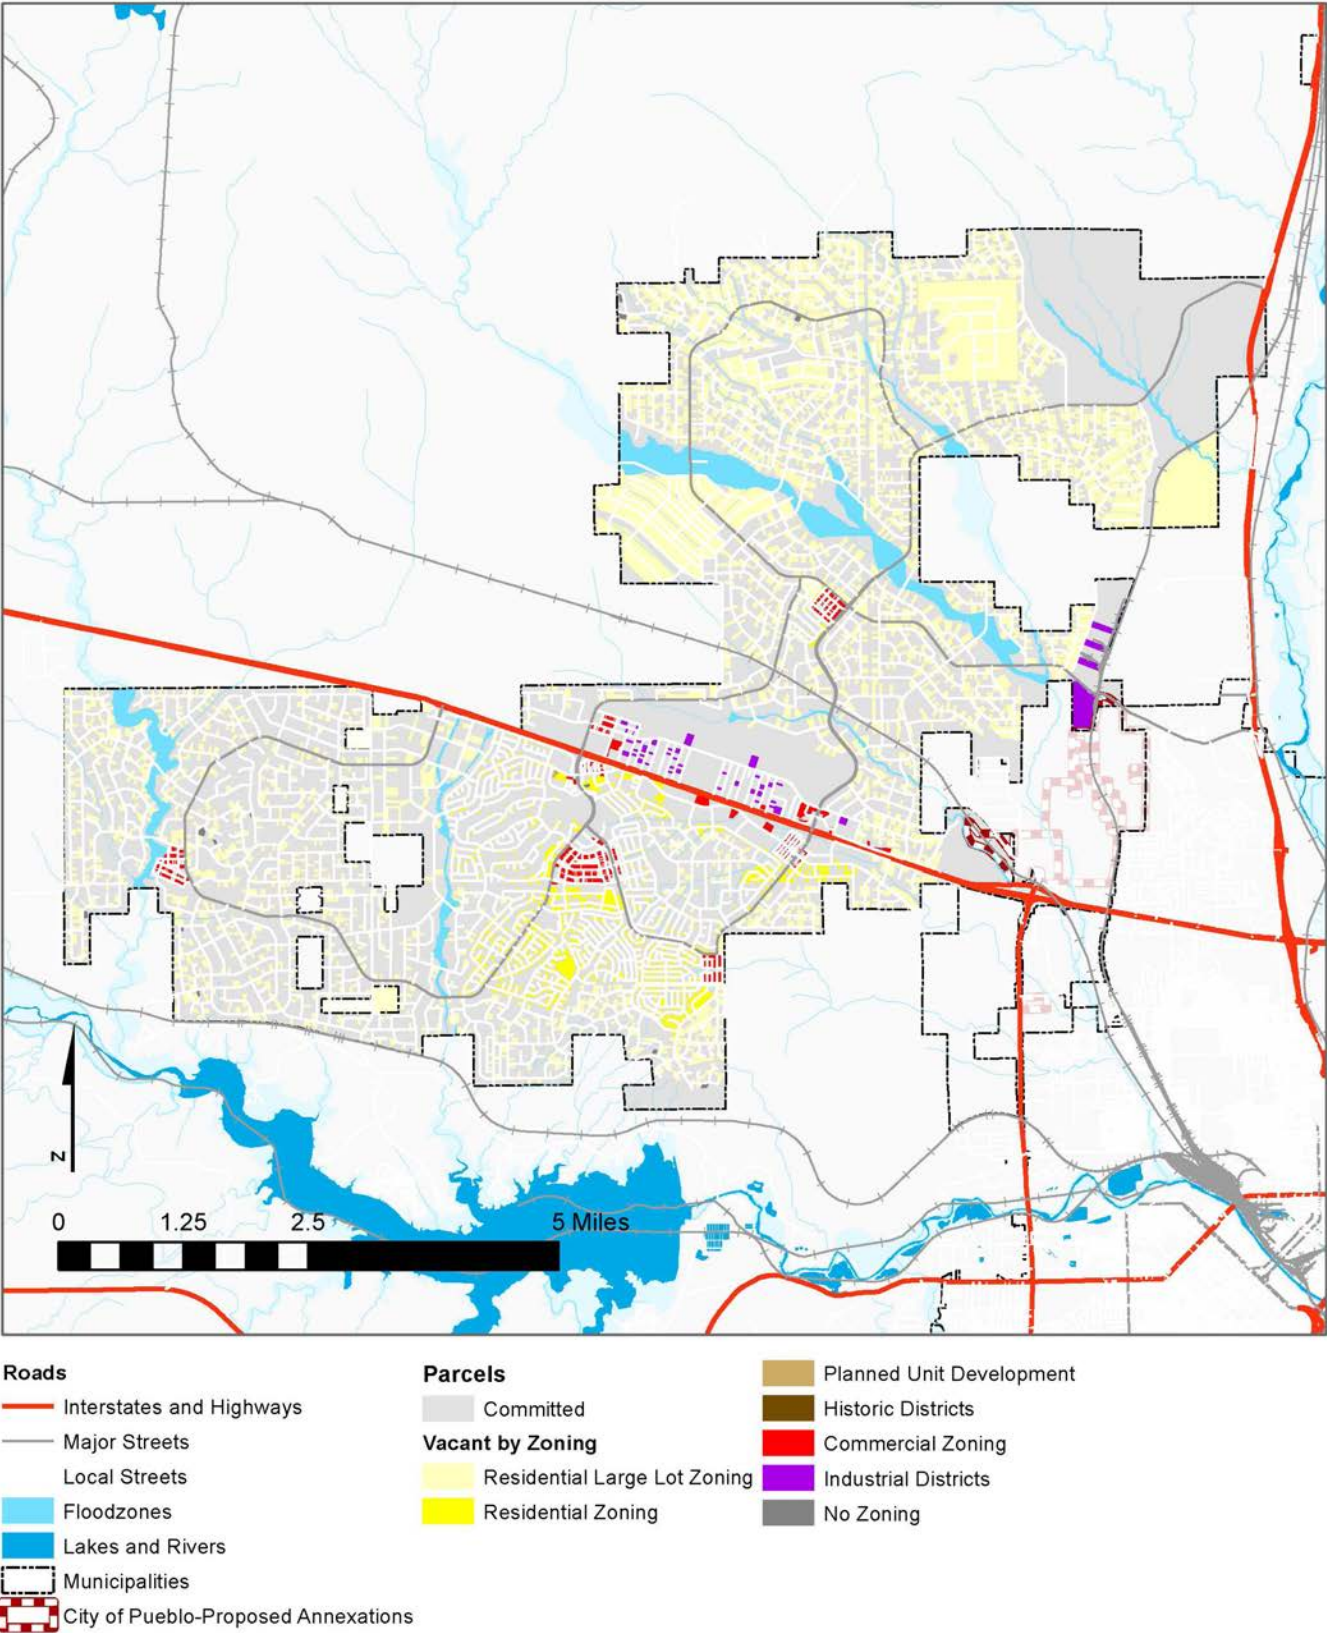 N
0 1.25 2.5 5 Miles
Roads
Interstates and Highways
Major Streets
Local Streets
Floodzones
Lakes and Rivers
Municipalities
City of Pueblo-Proposed Annexations
Parcels
Committed
Vacant by Zoning
Residential Large Lot Zoning
Residential Zoning
Planned Unit Development
Historic Districts
Commercial Zoning
Industrial Districts
No Zoning